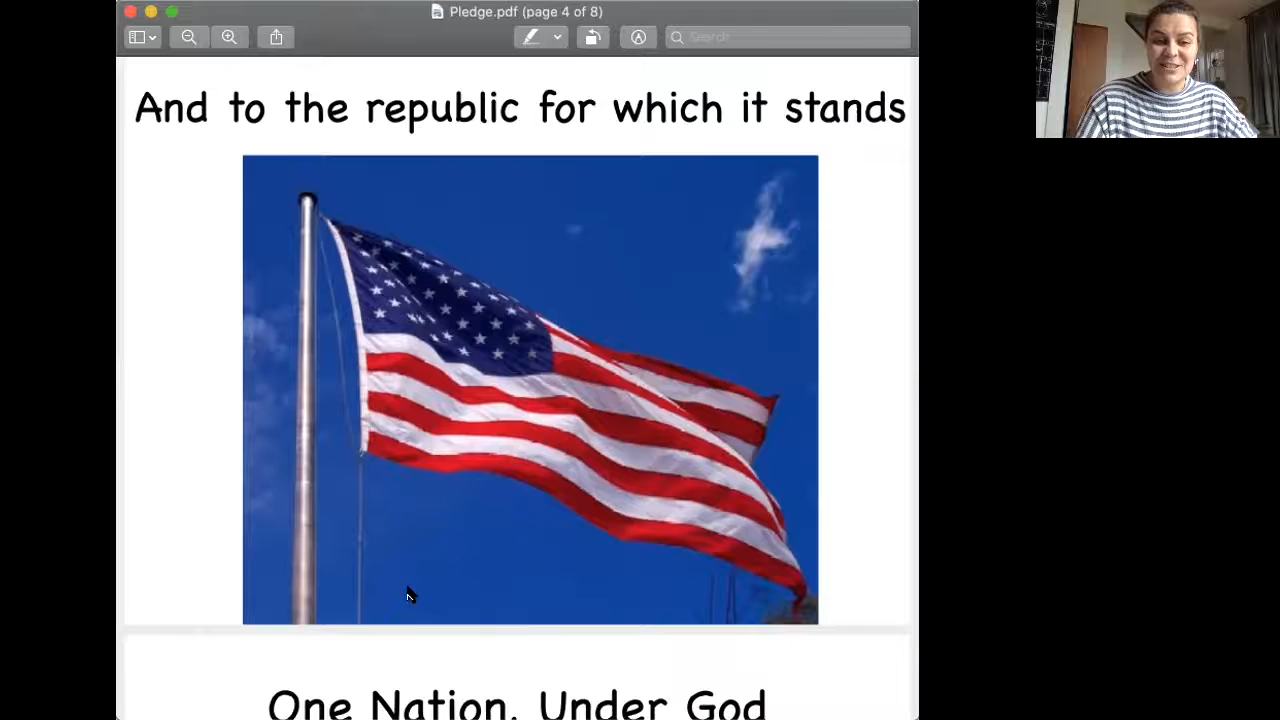 Pledge.pdf (page 4 of 8)
Search
And to the republic for which it stands
One Nation, Under God